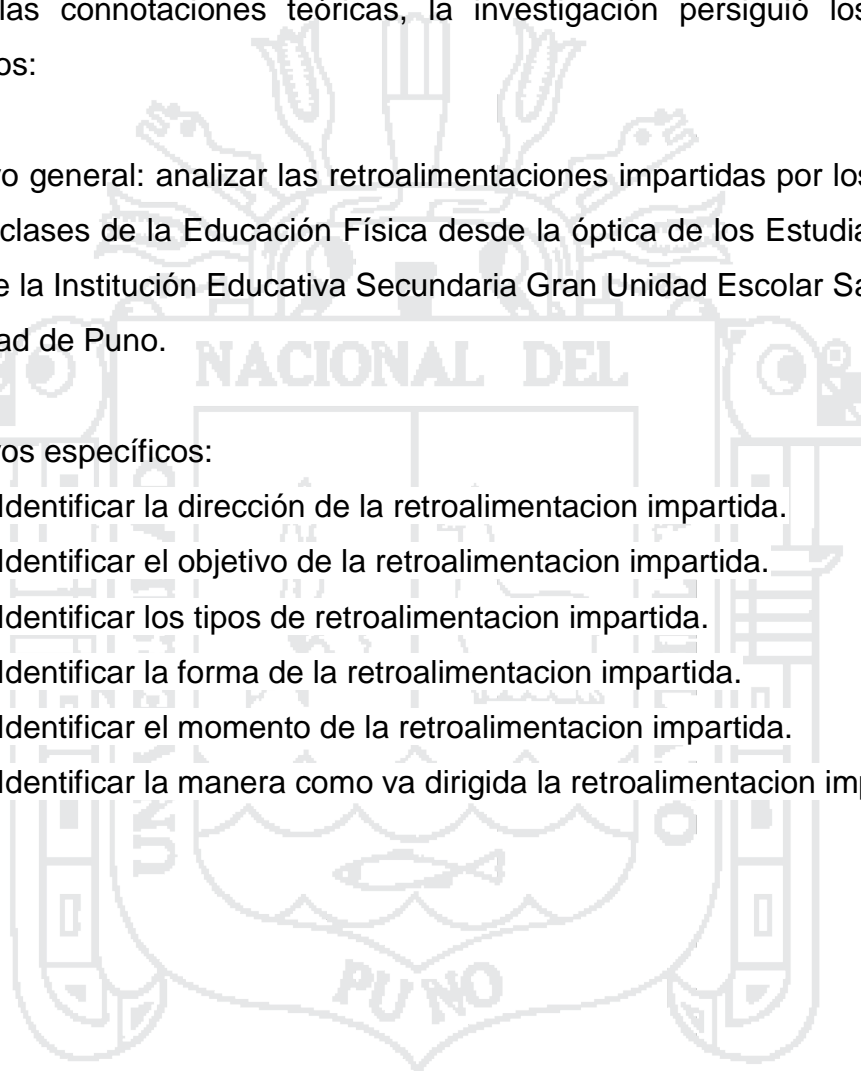 las connotaciones teóricas, la investigación persiguió los
os:
o general: analizar las retroalimentaciones impartidas por los
clases de la Educación Física desde la óptica de los Estudia
e la Institución Educativa Secundaria Gran Unidad Escolar Sa
ad de Puno.
NACIONAL DEL
os específicos:
Identificar la dirección de la retroalimentacion impartida.
Identificar el objetivo de la retroalimentacion impartida.
Identificar los tipos de retroalimentacion impartida.
Identificar la forma de la retroalimentacion impartida.
Identificar el momento de la retroalimentacion impartida.
Identificar la manera como va dirigida la retroalimentacion imp
PUNO